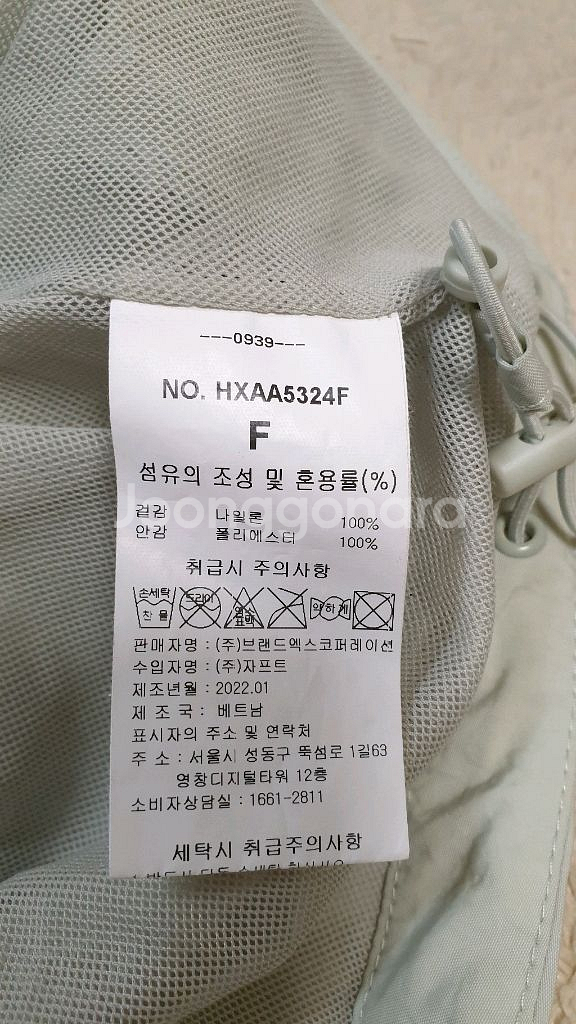 ---0939---
NO. HXAA5324F
F
섬유의 조성 및 혼용률(%)
겉감 나일론 100%
안감 폴리에스터 100%
Joonggonara
취급시 주의사항
손세탁 찬 물 드라이 염소 표백 약하게
판매자명 : (주)브랜드엑스코퍼레이션
수입자명 : (주)자프트
제조년월 : 2022.01
제 조 국 : 베트남
표시자의 주소 및 연락처
주 소 : 서울시 성동구 뚝섬로 1길63
영창디지털타워 12층
소비자상담실 : 1661-2811
세탁시 취급주의사항